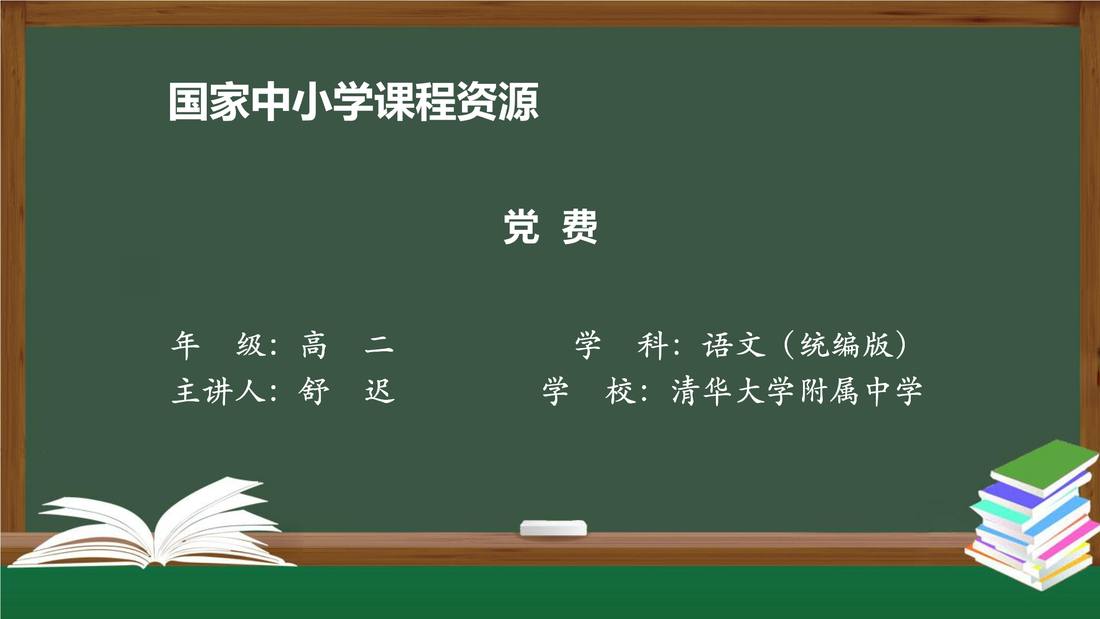 国家中小学课程资源
党 费
年 级：高 二 学 科：语文（统编版）
主讲人：舒 迟 学 校：清华大学附属中学